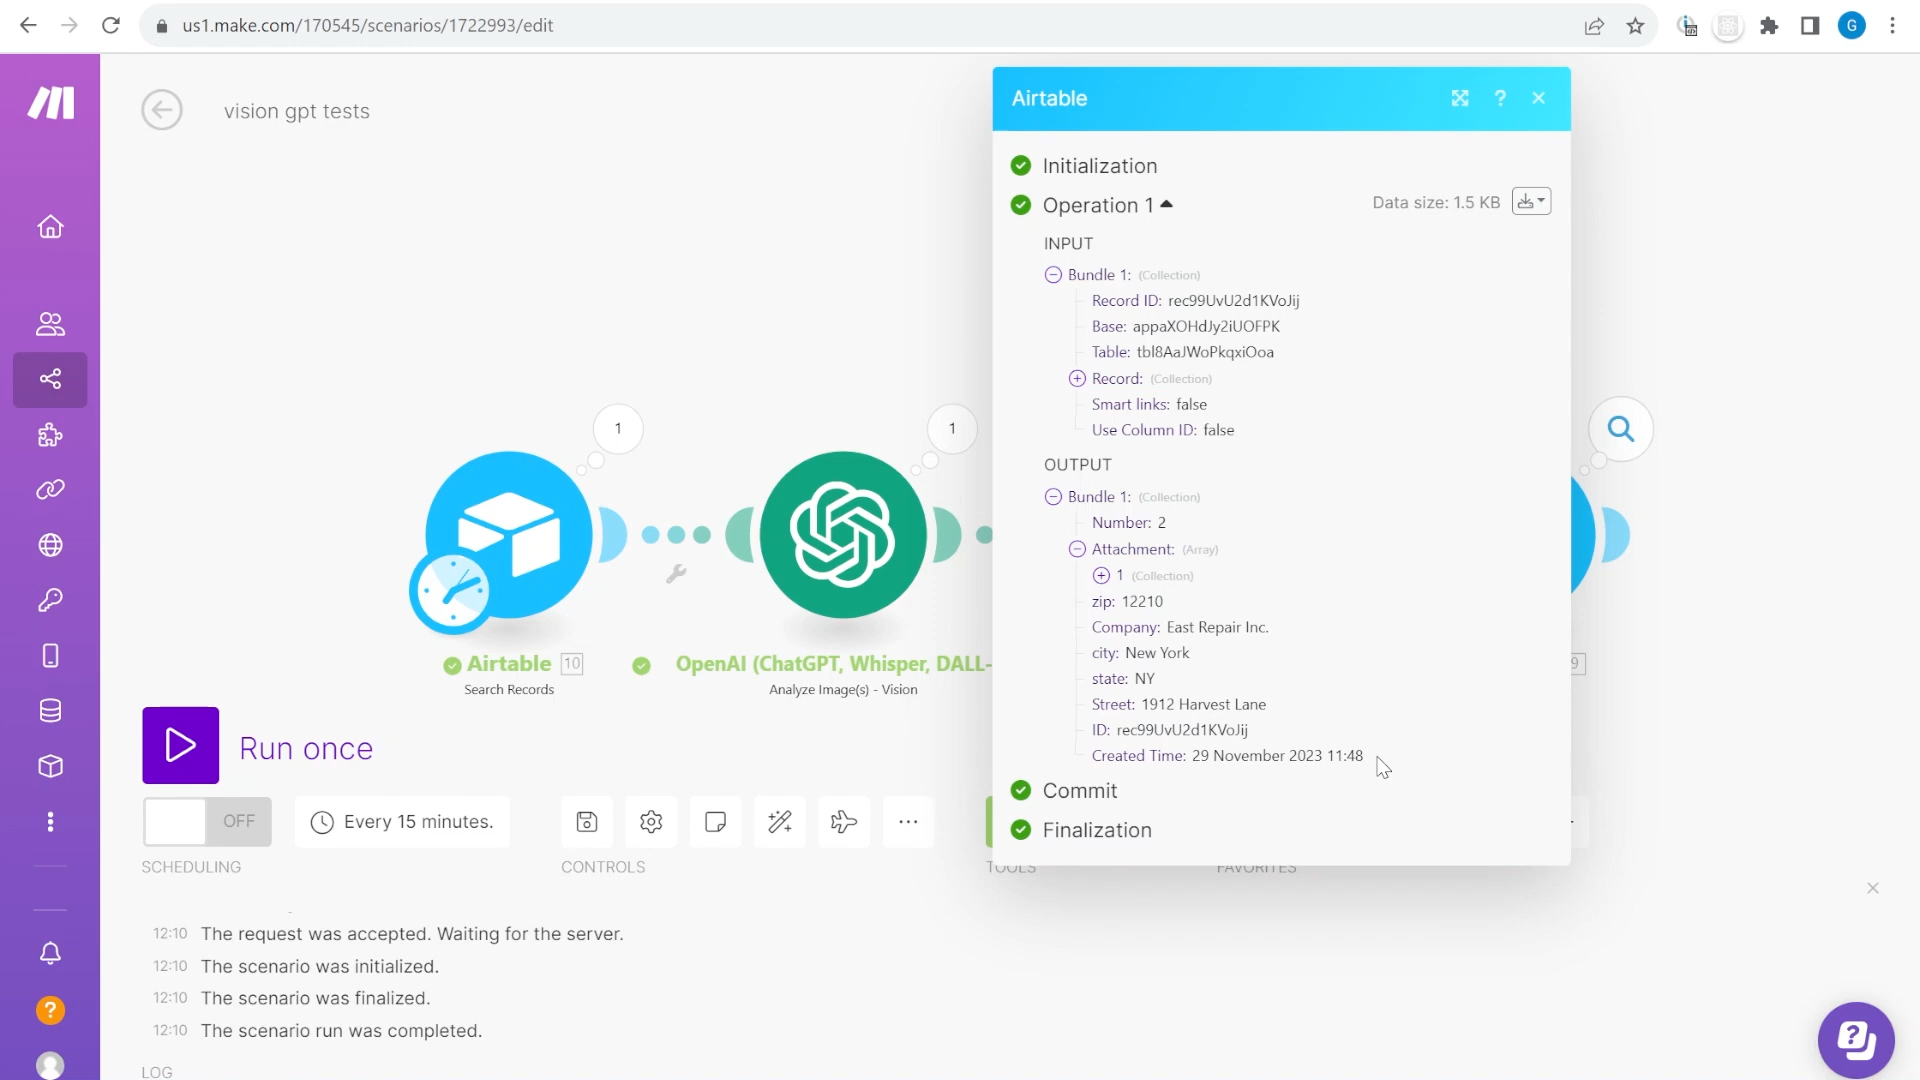 us1.make.com/170545/scenarios/1722993/edit
G
vision gpt tests
Airtable
?
Initialization
Operation 1
Data size: 1.5 KB
INPUT
Bundle 1: (Collection)
Record ID: rec99UvU2d1KVoJij
Base: appaXOHdJy2iUOFPK
Table: tbl8AaJWoPkqxiOoa
Record: (Collection)
Smart links: false
Use Column ID: false
OUTPUT
Bundle 1: (Collection)
Number: 2
Attachment: (Array)
1 (Collection)
zip: 12210
Company: East Repair Inc.
city: New York
state: NY
Street: 1912 Harvest Lane
ID: rec99UvU2d1KVoJij
Created Time: 29 November 2023 11:48
Commit
Finalization
1
1
Airtable 10
Search Records
OpenAI (ChatGPT, Whisper, DALL-
Analyze Image(s) - Vision
9
Run once
OFF
Every 15 minutes.
SCHEDULING
CONTROLS
TOOLS
FAVORITES
12:10 The request was accepted. Waiting for the server.
12:10 The scenario was initialized.
12:10 The scenario was finalized.
12:10 The scenario run was completed.
LOG
?
?